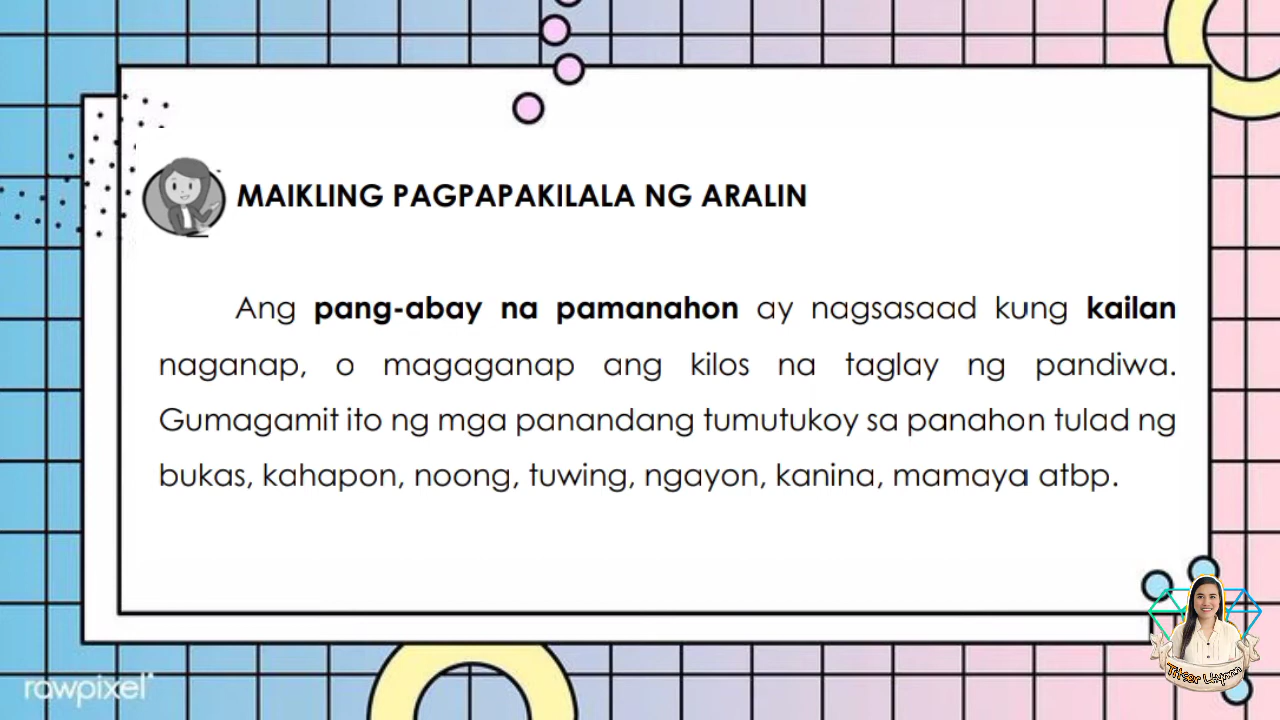 MAIKLING PAGPAPAKILALA NG ARALIN
Ang pang-abay na pamanahon ay nagsasaad kung kailan
naganap, o magaganap ang kilos na taglay ng pandiwa.
Gumagamit ito ng mga panandang tumutukoy sa panahon tulad ng
bukas, kahapon, noong, tuwing, ngayon, kanina, mamaya atbp.
rawpixel
Titser